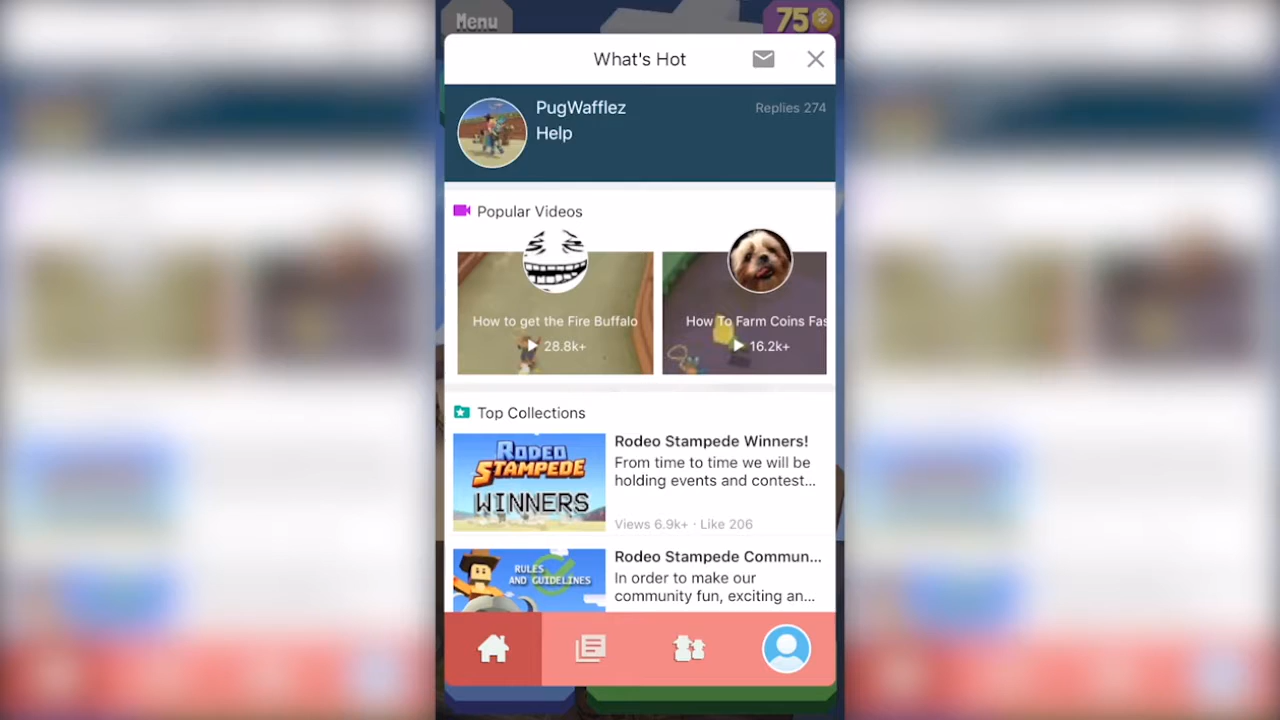 Menu
75
What's Hot
PugWafflez
Replies 274
Help
Popular Videos
How to get the Fire Buffalo
28.8k+
How To Farm Coins Fas
16.2k+
Top Collections
RODEO
STAMPEDE
WINNERS
Rodeo Stampede Winners!
From time to time we will be
holding events and contest...
Views 6.9k+ · Like 206
RULES
AND GUIDELINES
Rodeo Stampede Commun...
In order to make our
community fun, exciting an...